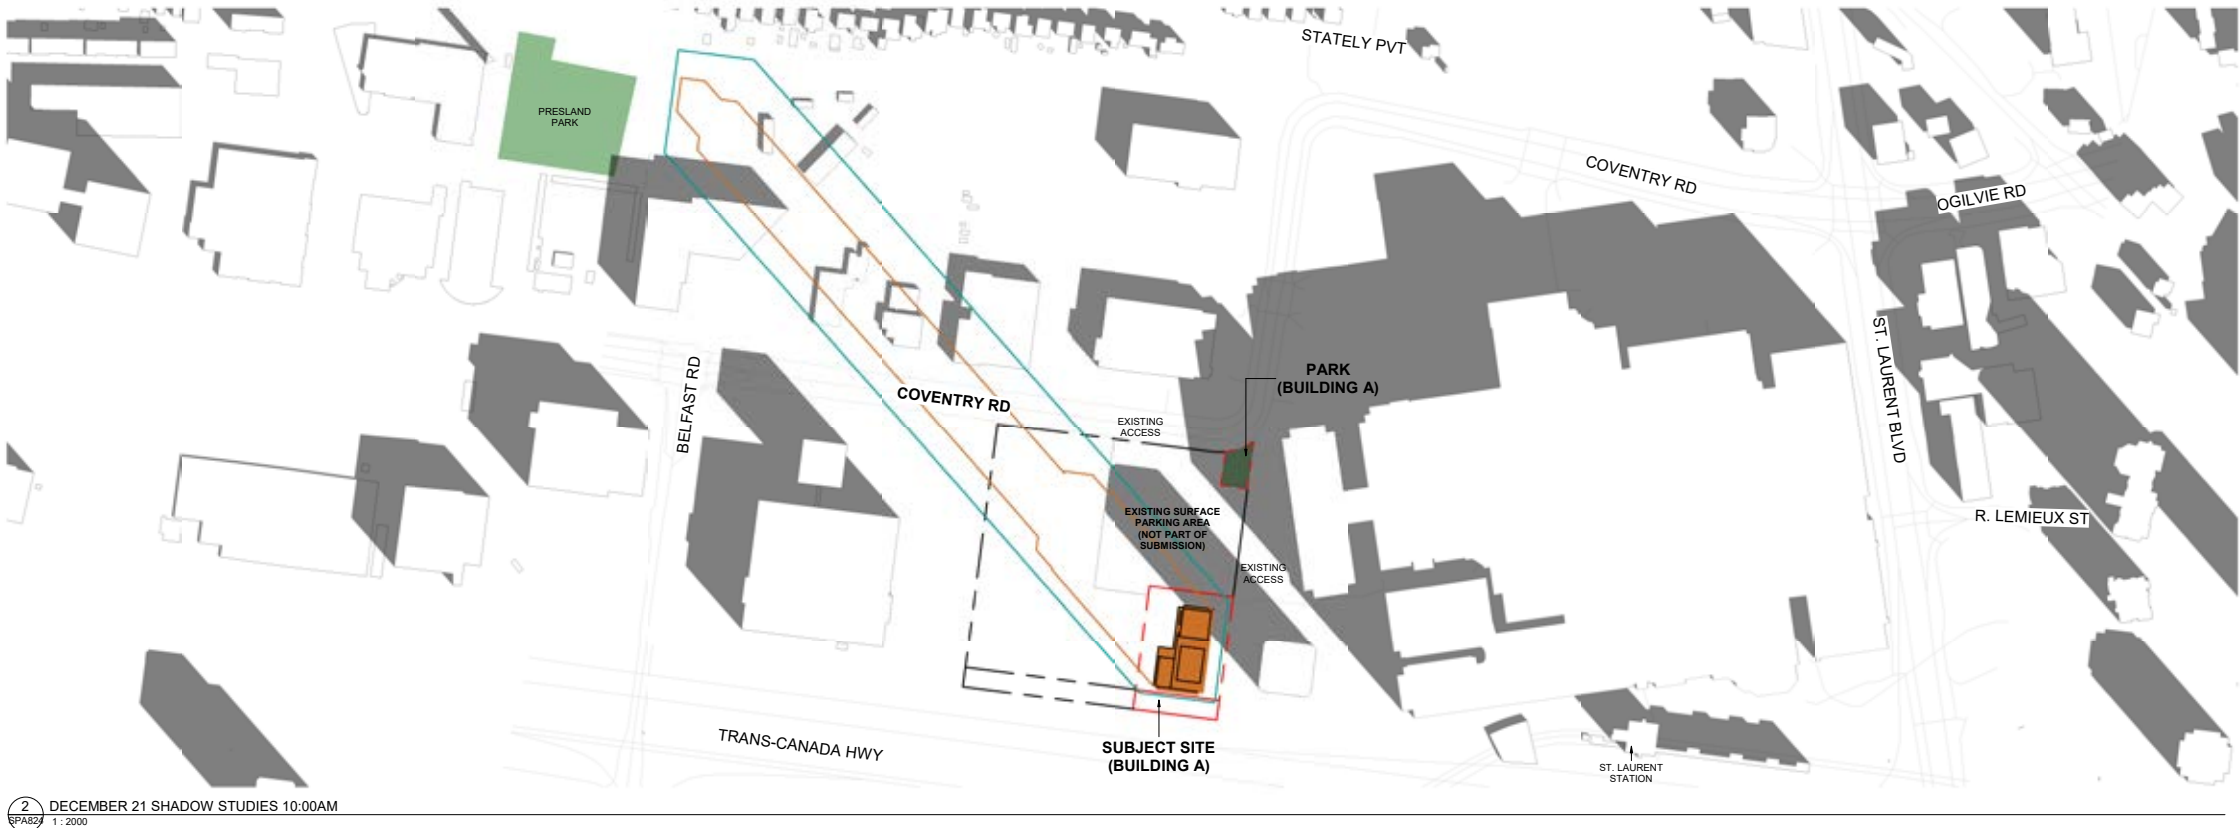 STATELY PVT
PRESLAND
PARK
COVENTRY RD
OGILVIE RD
ST. LAURENT BLVD
BELFAST RD
PARK
(BUILDING A)
COVENTRY RD
EXISTING
ACCESS
EXISTING SURFACE
PARKING AREA
(NOT PART OF
SUBMISSION)
R. LEMIEUX ST
EXISTING
ACCESS
TRANS-CANADA HWY
SUBJECT SITE
(BUILDING A)
ST. LAURENT
STATION
2
SPA824
DECEMBER 21 SHADOW STUDIES 10:00AM
1 : 2000